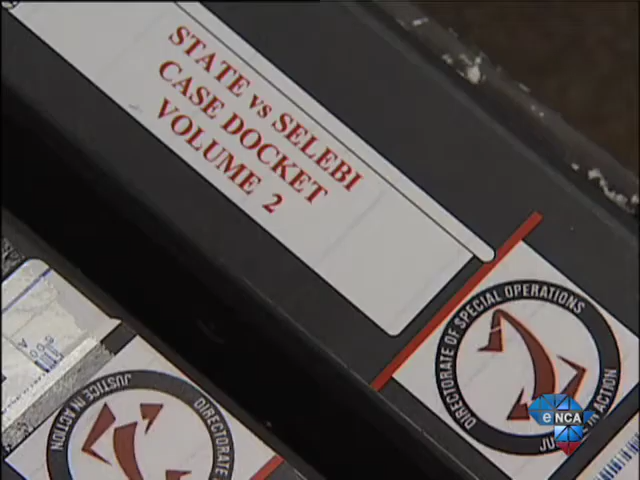 STATE vs SELEBI
CASE DOCKET
VOLUME 2
DIRECTORATE OF SPECIAL OPERATIONS
JUSTICE IN ACTION
DIRECTORATE
JUSTICE IN ACTION
eNCA